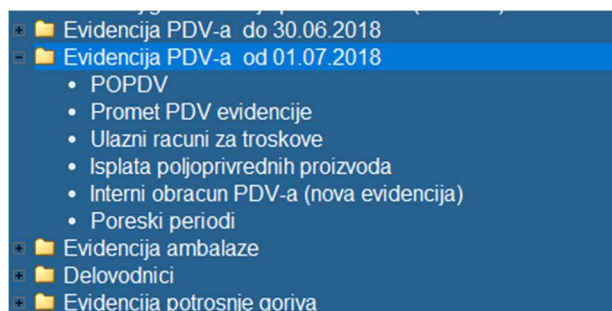 Evidencija PDV-a do 30.06.2018
Evidencija PDV-a od 01.07.2018
POPDV
Promet PDV evidencije
Ulazni racuni za troskove
Isplata poljoprivrednih proizvoda
Interni obracun PDV-a (nova evidencija)
Poreski periodi
Evidencija ambalaze
Delovodnici
Evidencija potrosnje goriva